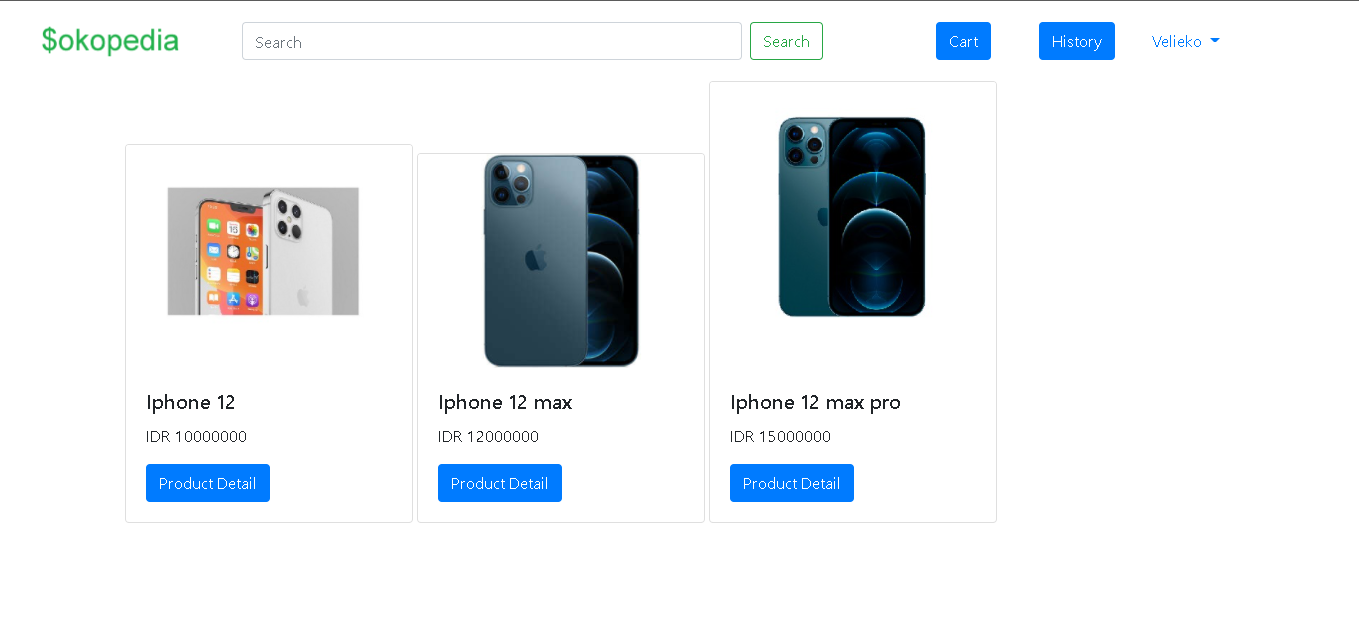 $okopedia
Search
Search
Cart
History
Velieko
Iphone 12
IDR 10000000
Product Detail
Iphone 12 max
IDR 12000000
Product Detail
Iphone 12 max pro
IDR 15000000
Product Detail